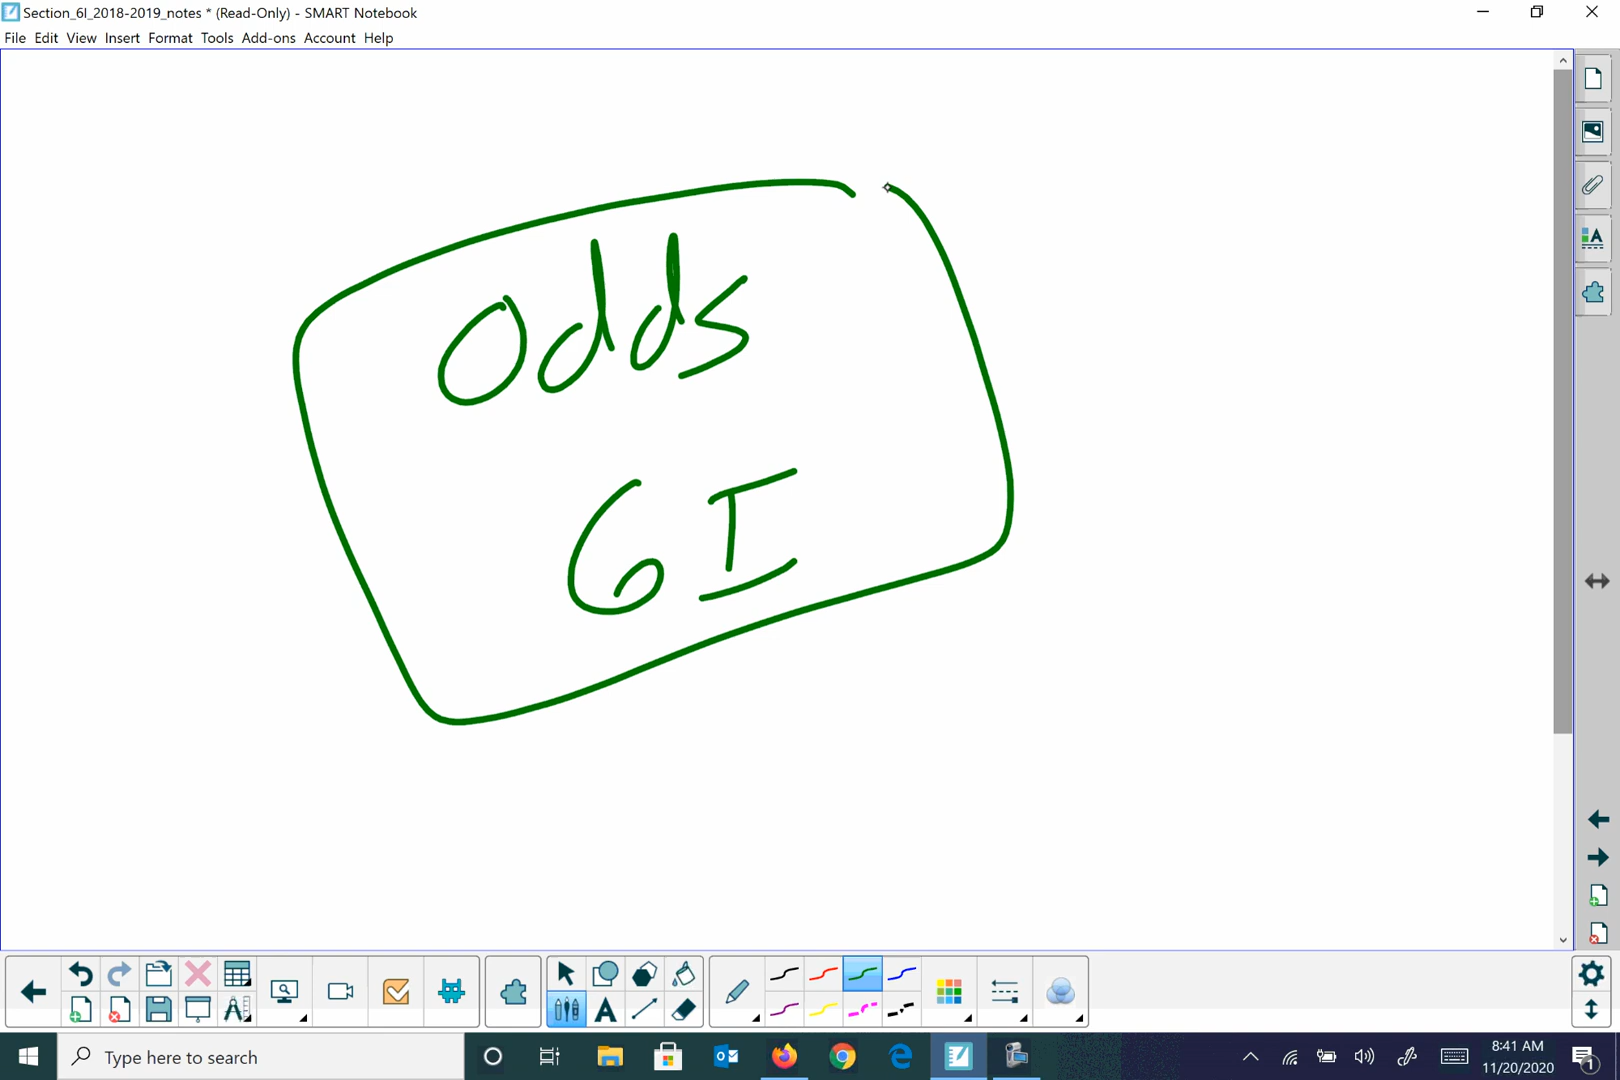 Section_6I_2018-2019_notes * (Read-Only) - SMART Notebook
File Edit View Insert Format Tools Add-ons Account Help
Odds
6I
Type here to search
8:41 AM
11/20/2020
1